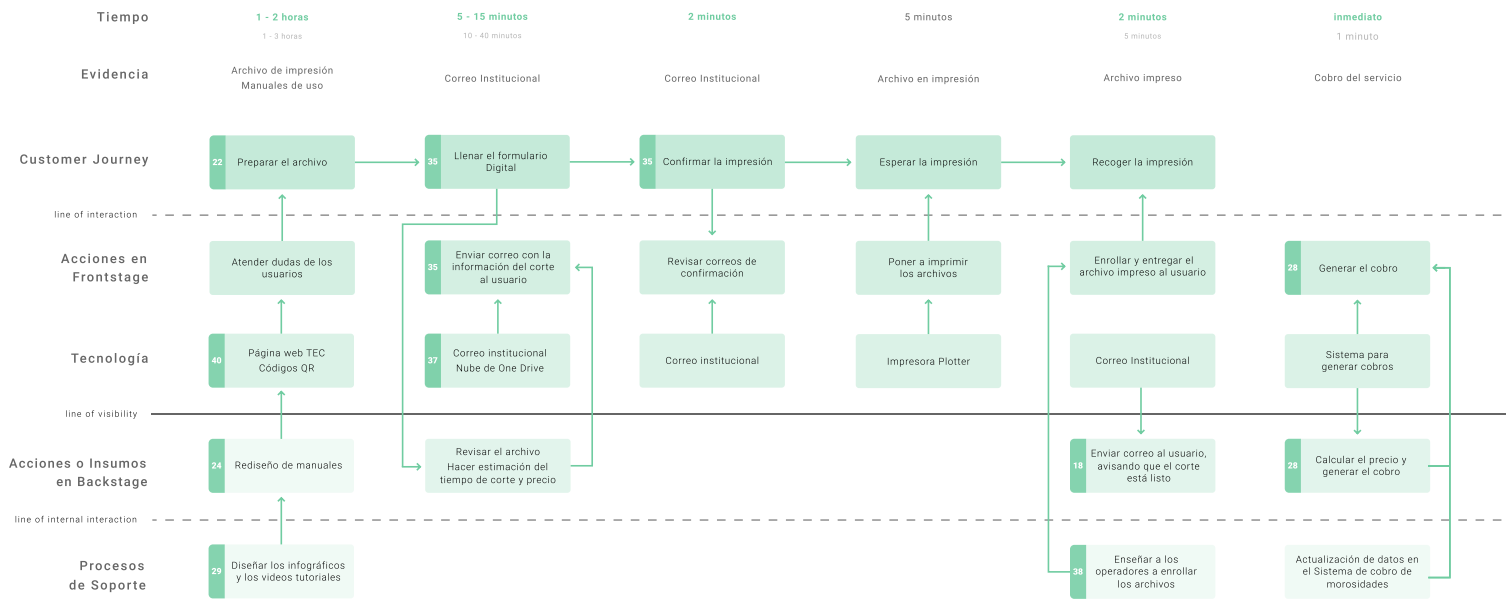 Tiempo
1 - 2 horas
5 - 15 minutos
2 minutos
5 minutos
2 minutos
inmediato
1 - 3 horas
10 - 40 minutos
5 minutos
1 minuto
Evidencia
Archivo de impresión
Manuales de uso
Correo Institucional
Correo Institucional
Archivo en impresión
Archivo impreso
Cobro del servicio
Customer Journey
22
Preparar el archivo
35
Llenar el formulario
Digital
35
Confirmar la impresión
Esperar la impresión
Recoger la impresión
line of interaction
Acciones en
Frontstage
Atender dudas de los
usuarios
35
Enviar correo con la
información del corte
al usuario
Revisar correos de
confirmación
Poner a imprimir
los archivos
Enrollar y entregar el
archivo impreso al usuario
28
Generar el cobro
Tecnología
40
Página web TEC
Códigos QR
37
Correo institucional
Nube de One Drive
Correo institucional
Impresora Plotter
Correo Institucional
Sistema para
generar cobros
line of visibility
Acciones o Insumos
en Backstage
24
Rediseño de manuales
Revisar el archivo
Hacer estimación del
tiempo de corte y precio
18
Enviar correo al usuario,
avisando que el corte
está listo
28
Calcular el precio y
generar el cobro
line of internal interaction
Procesos
de Soporte
29
Diseñar los infográficos
y los videos tutoriales
38
Enseñar a los
operadores a enrollar
los archivos
Actualización de datos en
el Sistema de cobro de
morosidades